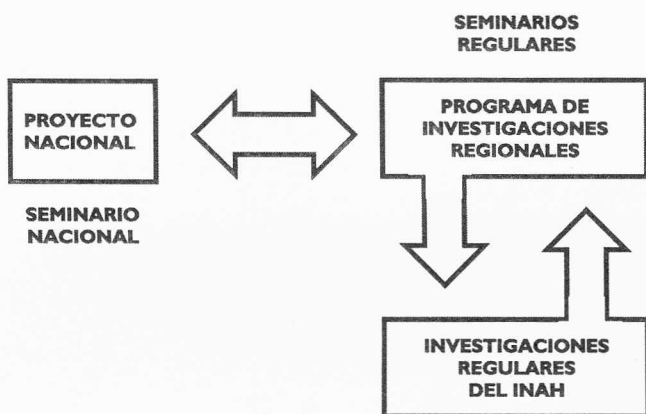 SEMINARIOS
REGULARES
PROYECTO
NACIONAL
PROGRAMA DE
INVESTIGACIONES
REGIONALES
SEMINARIO
NACIONAL
INVESTIGACIONES
REGULARES
DEL INAH